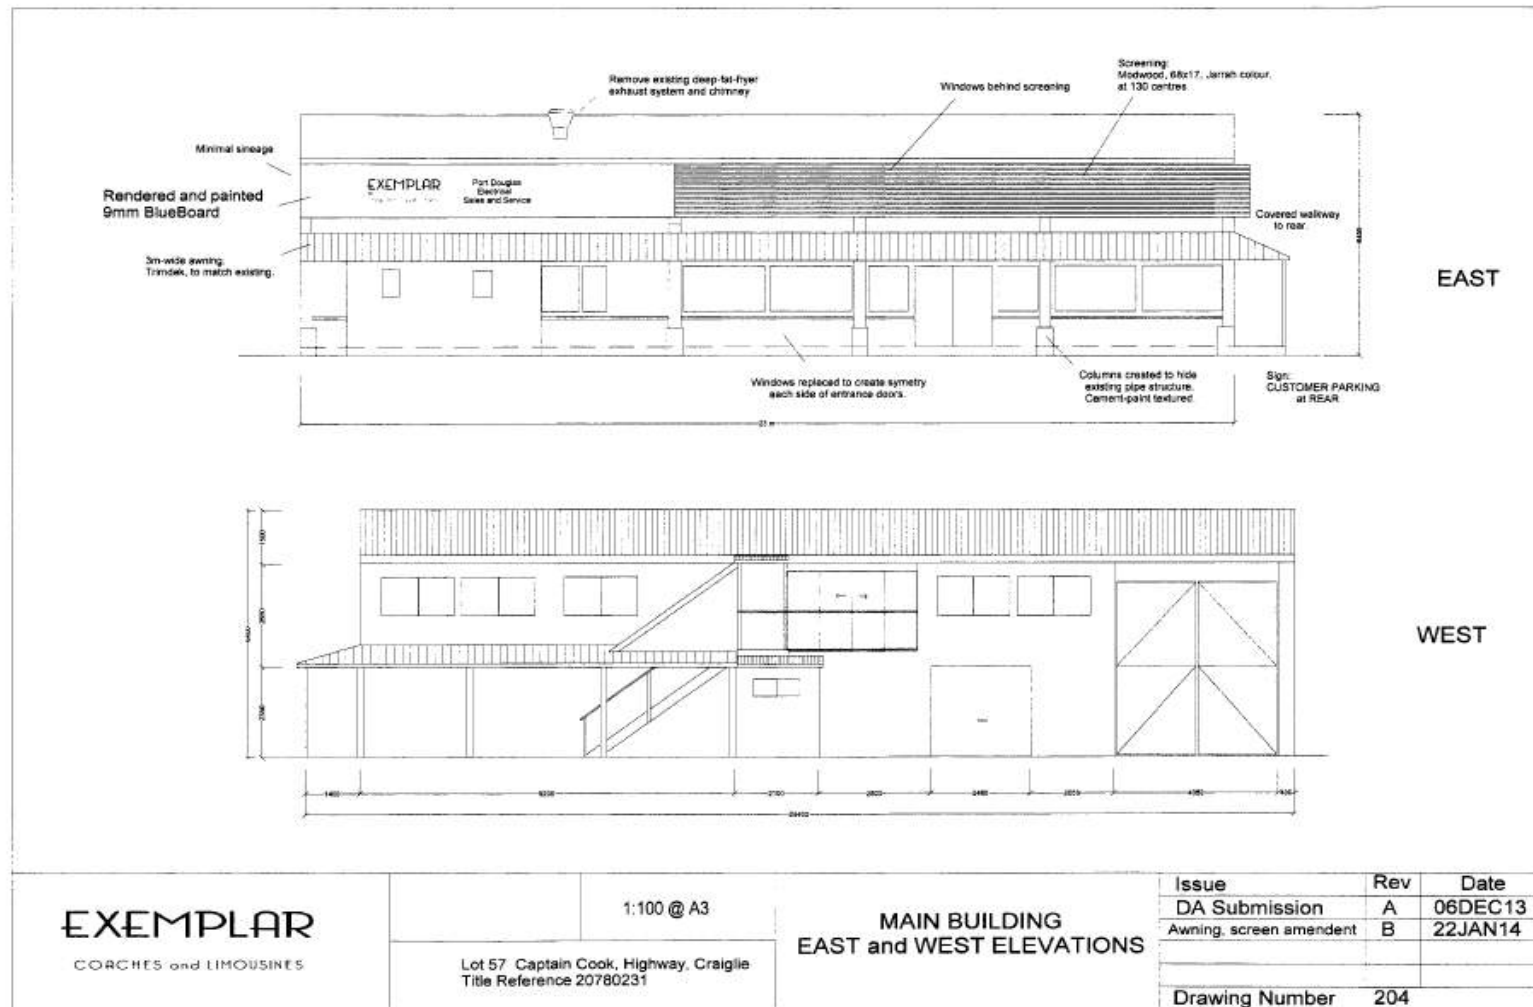 Remove existing deep-fat-fryer
exhaust system and chimney
Windows behind screening
Screening:
Modwood, 68x17, Jarrah colour,
at 130 centres
Minimal sineage
Rendered and painted
9mm BlueBoard
EXEMPLAR
Port Douglas
Electrical
Sales and Service
3m-wide awning:
Trimdek, to match existing.
Covered walkway
to rear
EAST
Windows replaced to create symetry
each side of entrance doors.
Columns created to hide
existing pipe structure.
Cement-paint textured
Sign:
CUSTOMER PARKING
at REAR
23 m
WEST
EXEMPLAR
COACHES and LIMOUSINES
1:100 @ A3
Lot 57 Captain Cook, Highway, Craiglie
Title Reference 20780231
MAIN BUILDING
EAST and WEST ELEVATIONS
Issue Rev Date
DA Submission A 06DEC13
Awning, screen amendent B 22JAN14
Drawing Number 204